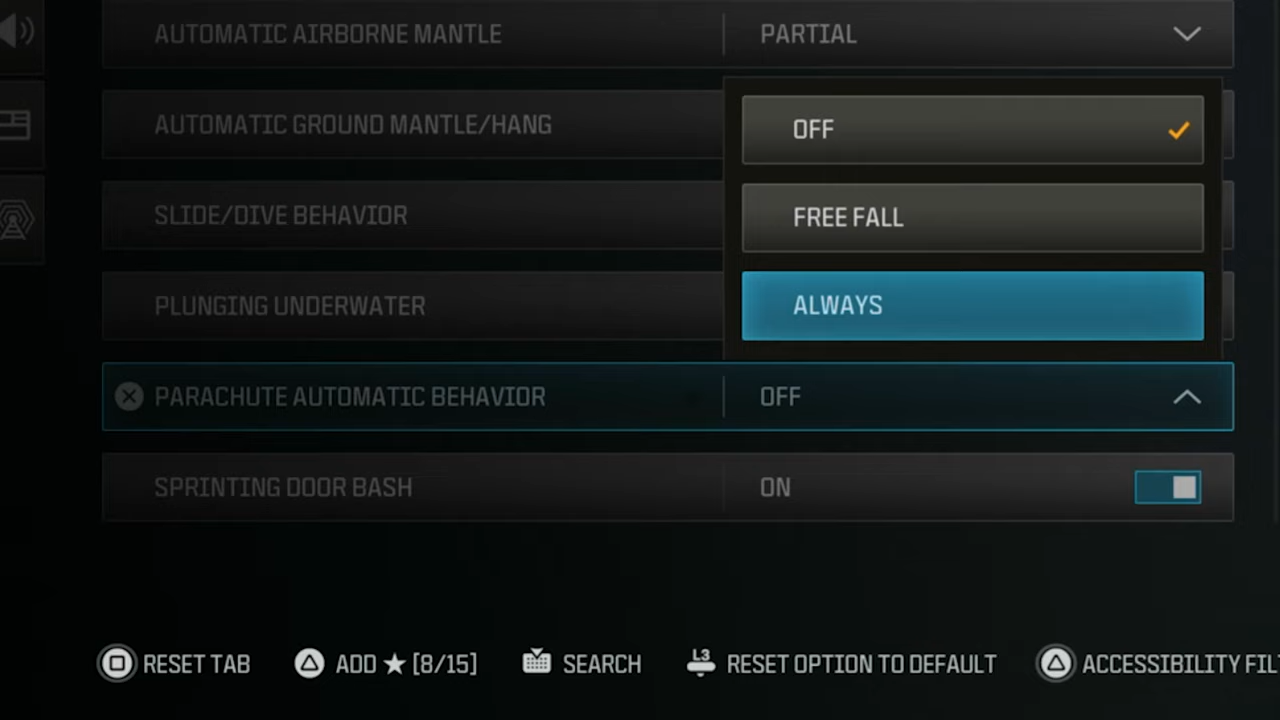 AUTOMATIC AIRBORNE MANTLE PARTIAL
AUTOMATIC GROUND MANTLE/HANG
OFF
SLIDE/DIVE BEHAVIOR
FREE FALL
PLUNGING UNDERWATER
ALWAYS
PARACHUTE AUTOMATIC BEHAVIOR OFF
SPRINTING DOOR BASH ON
RESET TAB ADD ★ [8/15] SEARCH L3 RESET OPTION TO DEFAULT ACCESSIBILITY FIL